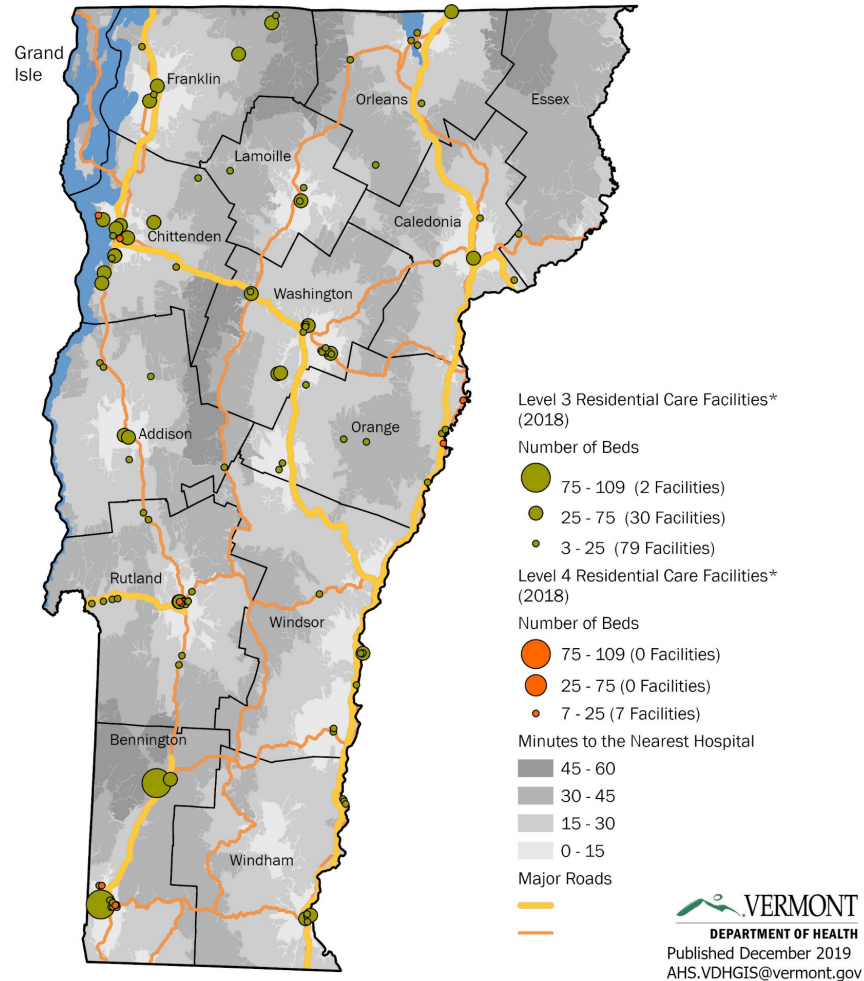 Grand
Isle
Franklin
Orleans
Essex
Lamoille
Caledonia
Chittenden
Washington
Addison
Orange
Rutland
Windsor
Bennington
Windham
Level 3 Residential Care Facilities*
(2018)
Number of Beds
75 - 109 (2 Facilities)
25 - 75 (30 Facilities)
3 - 25 (79 Facilities)
Level 4 Residential Care Facilities*
(2018)
Number of Beds
75 - 109 (0 Facilities)
25 - 75 (0 Facilities)
7 - 25 (7 Facilities)
Minutes to the Nearest Hospital
45 - 60
30 - 45
15 - 30
0 - 15
Major Roads
VERMONT
DEPARTMENT OF HEALTH
Published December 2019
AHS.VDHGIS@vermont.gov